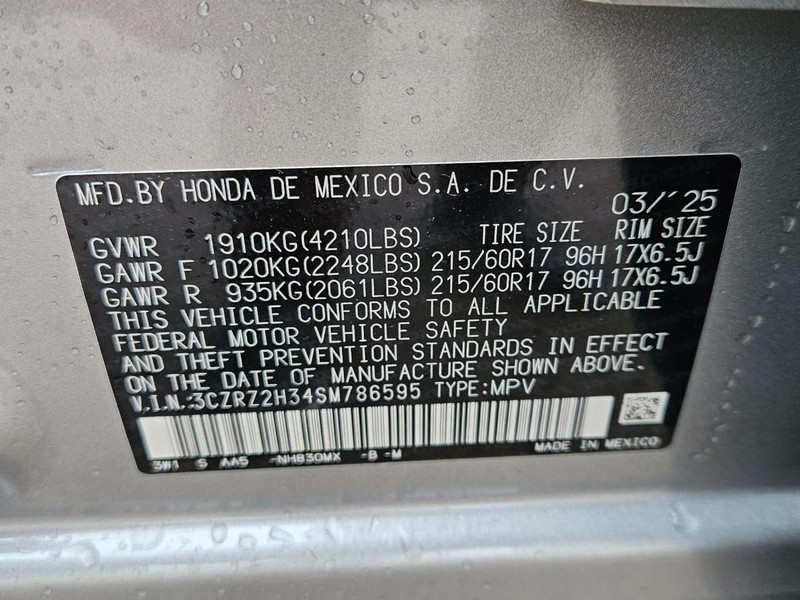 MFD.BY HONDA DE MEXICO S.A. DE C.V.
03/'25
GVWR 1910KG(4210LBS) TIRE SIZE RIM SIZE
GAWR F 1020KG(2248LBS) 215/60R17 96H 17X6.5J
GAWR R 935KG(2061LBS) 215/60R17 96H 17X6.5J
THIS VEHICLE CONFORMS TO ALL APPLICABLE
FEDERAL MOTOR VEHICLE SAFETY
AND THEFT PREVENTION STANDARDS IN EFFECT
ON THE DATE OF MANUFACTURE SHOWN ABOVE.
V.I.N.:3CZRZ2H34SM786595 TYPE:MPV
3W1 S AA5 -NH830MX -B -M
MADE IN MEXICO